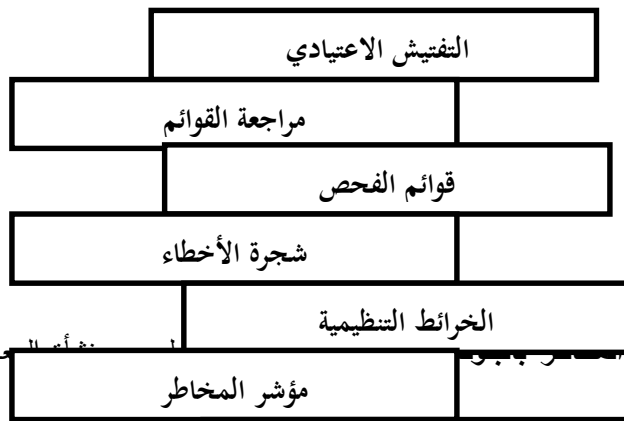 التفتيش الاعتيادي
مراجعة القوائم
قوائم الفحص
شجرة الأخطاء
الخرائط التنظيمية
مؤشر المخاطر